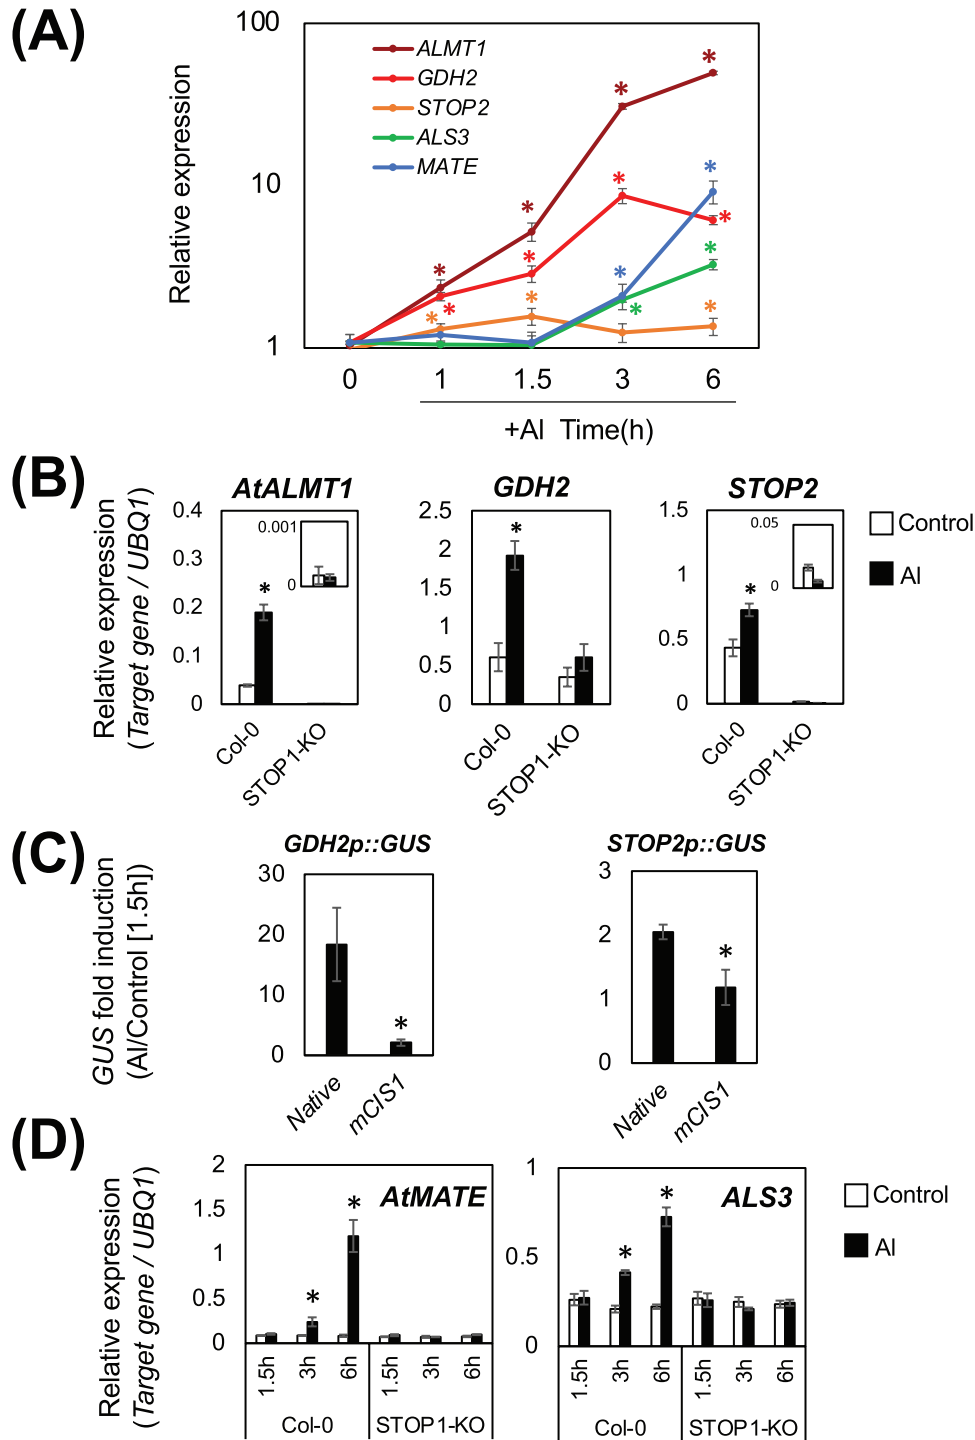 (A)
100
10
1
Relative expression
ALMT1
GDH2
STOP2
ALS3
MATE
* * * *
* * * *
* * *
* *
* *
0 1 1.5 3 6
+Al Time(h)
(B)
Relative expression
(Target gene / UBQ1)
AtALMT1
0.4
0.3
0.2
0.1
0
0.001
0
*
Col-0
STOP1-KO
GDH2
2.5
2
1.5
1
0.5
0
*
Col-0
STOP1-KO
STOP2
1.5
1
0.5
0
0.05
0
*
Col-0
STOP1-KO
Control
Al
(C)
GUS fold induction
(Al/Control [1.5h])
GDH2p::GUS
30
20
10
0
*
Native
mCIS1
STOP2p::GUS
3
2
1
0
*
Native
mCIS1
(D)
Relative expression
(Target gene / UBQ1)
2
1.5
1
0.5
0
AtMATE
* *
1.5h 3h 6h 1.5h 3h 6h
Col-0 STOP1-KO
1
0.5
0
ALS3
* *
1.5h 3h 6h 1.5h 3h 6h
Col-0 STOP1-KO
Control
Al